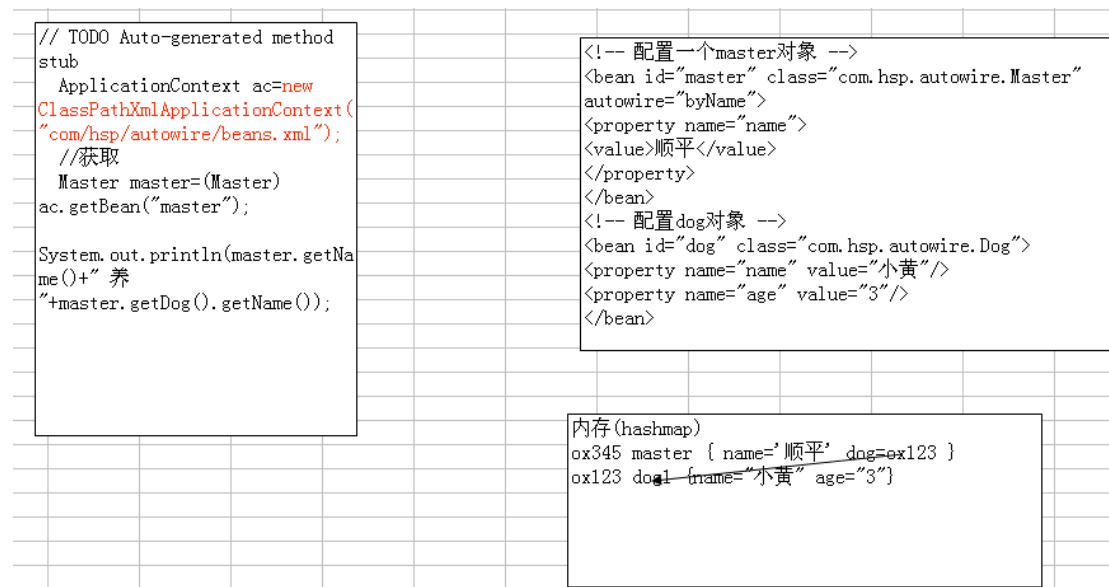 // TODO Auto-generated method
stub
ApplicationContext ac=new
ClassPathXmlApplicationContext(
"com/hsp/autowire/beans.xml");
//获取
Master master=(Master)
ac.getBean("master");
System.out.println(master.getNa
me()+" 养
"+master.getDog().getName());
<!-- 配置一个master对象 -->
<bean id="master" class="com.hsp.autowire.Master"
autowire="byName">
<property name="name">
<value>顺平</value>
</property>
</bean>
<!-- 配置dog对象 -->
<bean id="dog" class="com.hsp.autowire.Dog">
<property name="name" value="小黄"/>
<property name="age" value="3"/>
</bean>
内存(hashmap)
ox345 master { name='顺平' dog=ox123 }
ox123 dog1 {name="小黄" age="3"}